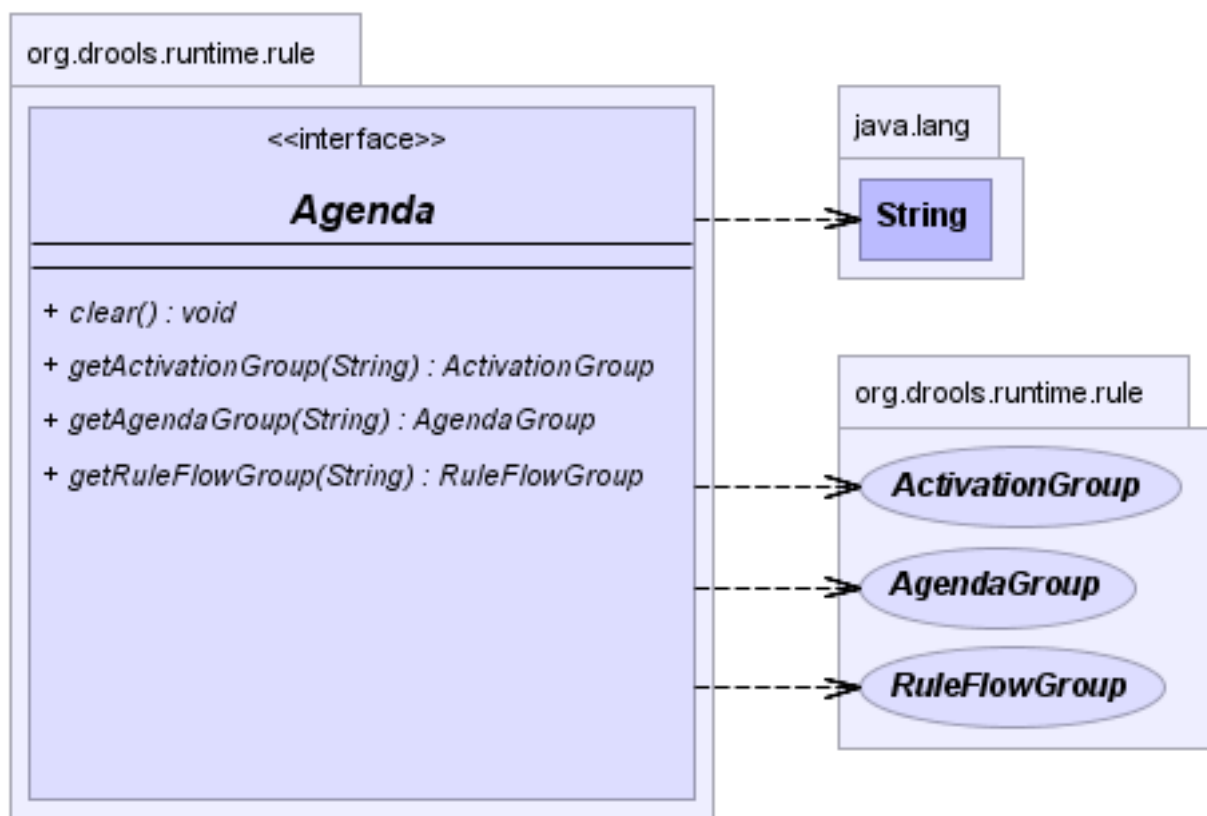 org.drools.runtime.rule
<<interface>>
Agenda
+ clear() : void
+ getActivationGroup(String) : ActivationGroup
+ getAgendaGroup(String) : AgendaGroup
+ getRuleFlowGroup(String) : RuleFlowGroup
java.lang
String
org.drools.runtime.rule
ActivationGroup
AgendaGroup
RuleFlowGroup